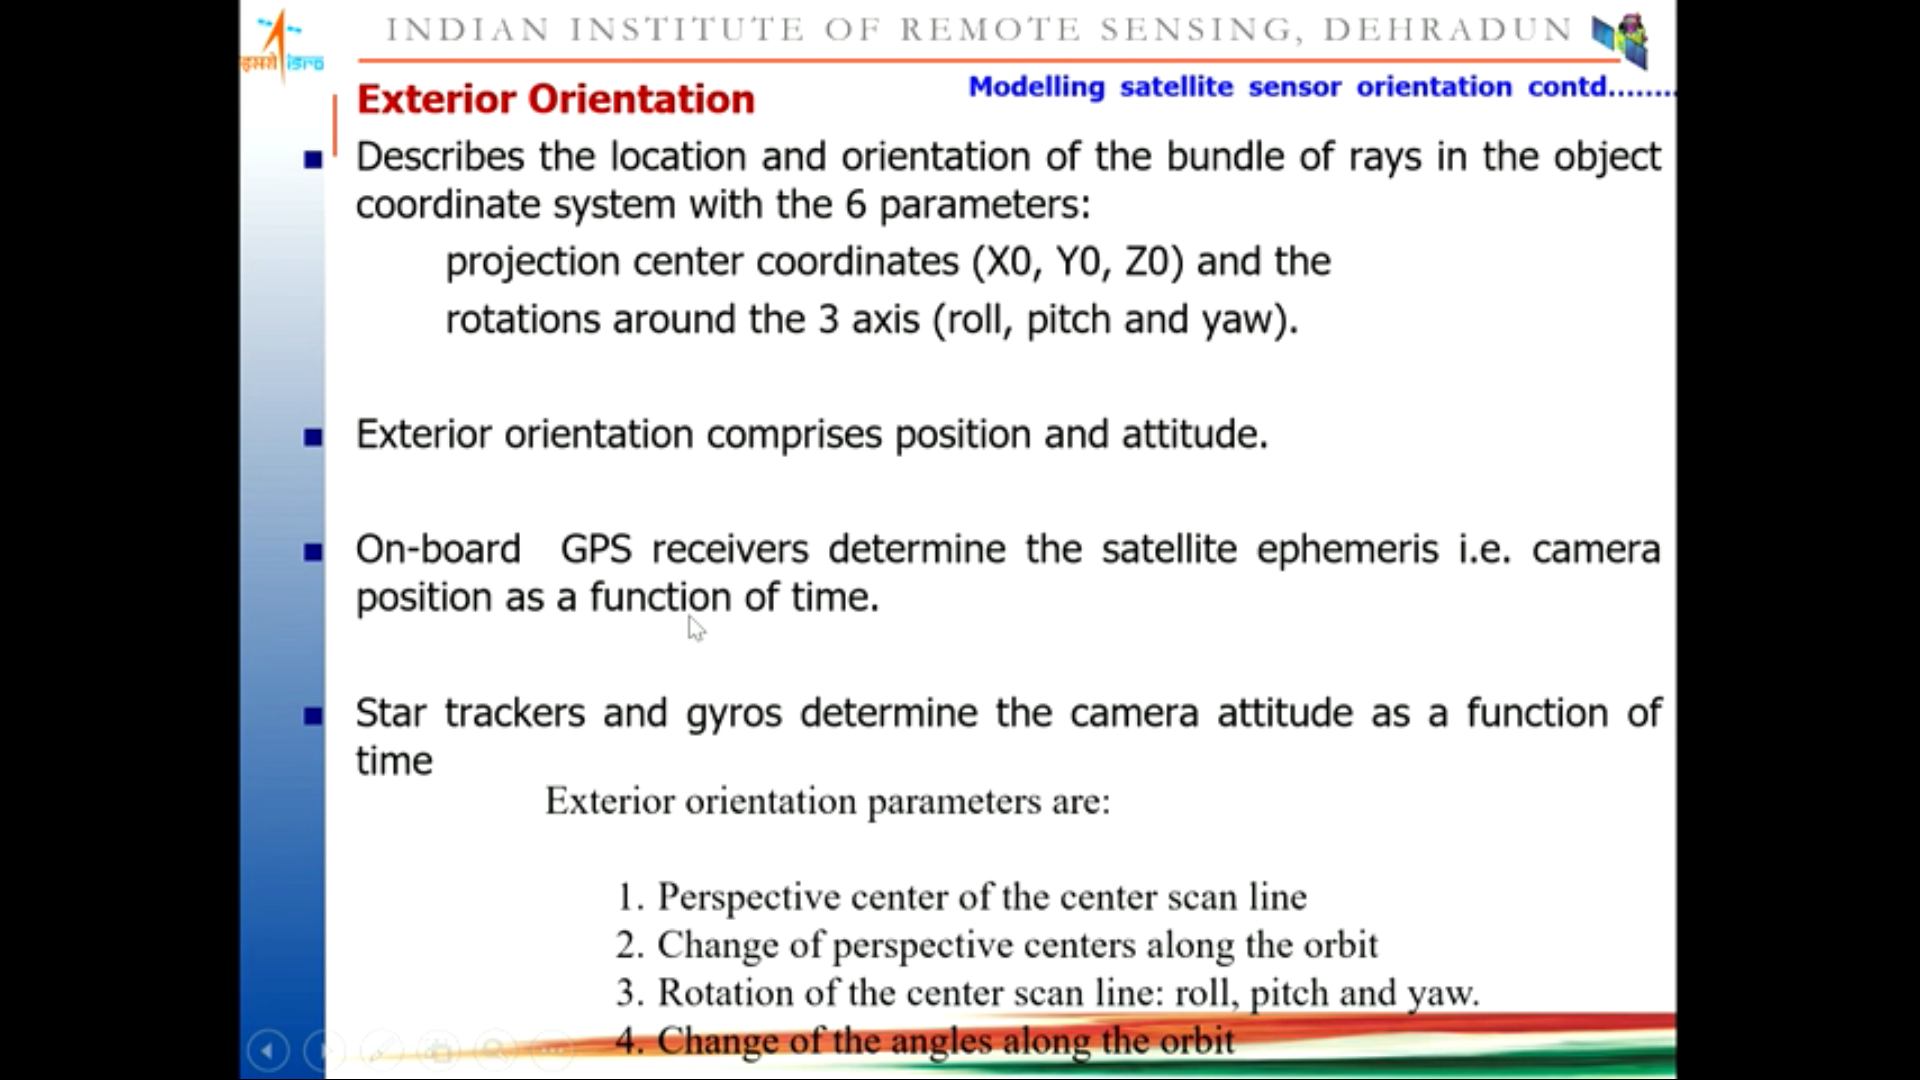 INDIAN INSTITUTE OF REMOTE SENSING, DEHRADUN
इसरो isro
Exterior Orientation
Modelling satellite sensor orientation contd........
Describes the location and orientation of the bundle of rays in the object
coordinate system with the 6 parameters:
projection center coordinates (X0, Y0, Z0) and the
rotations around the 3 axis (roll, pitch and yaw).
Exterior orientation comprises position and attitude.
On-board GPS receivers determine the satellite ephemeris i.e. camera
position as a function of time.
Star trackers and gyros determine the camera attitude as a function of
time
Exterior orientation parameters are:
1. Perspective center of the center scan line
2. Change of perspective centers along the orbit
3. Rotation of the center scan line: roll, pitch and yaw.
4. Change of the angles along the orbit